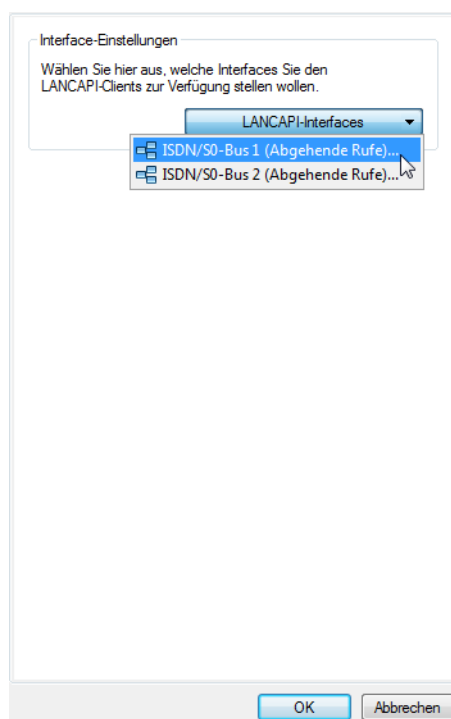 Interface-Einstellungen
Wählen Sie hier aus, welche Interfaces Sie den
LANCAPI-Clients zur Verfügung stellen wollen.
LANCAPI-Interfaces
ISDN/S0-Bus 1 (Abgehende Rufe)...
ISDN/S0-Bus 2 (Abgehende Rufe)...
OK
Abbrechen